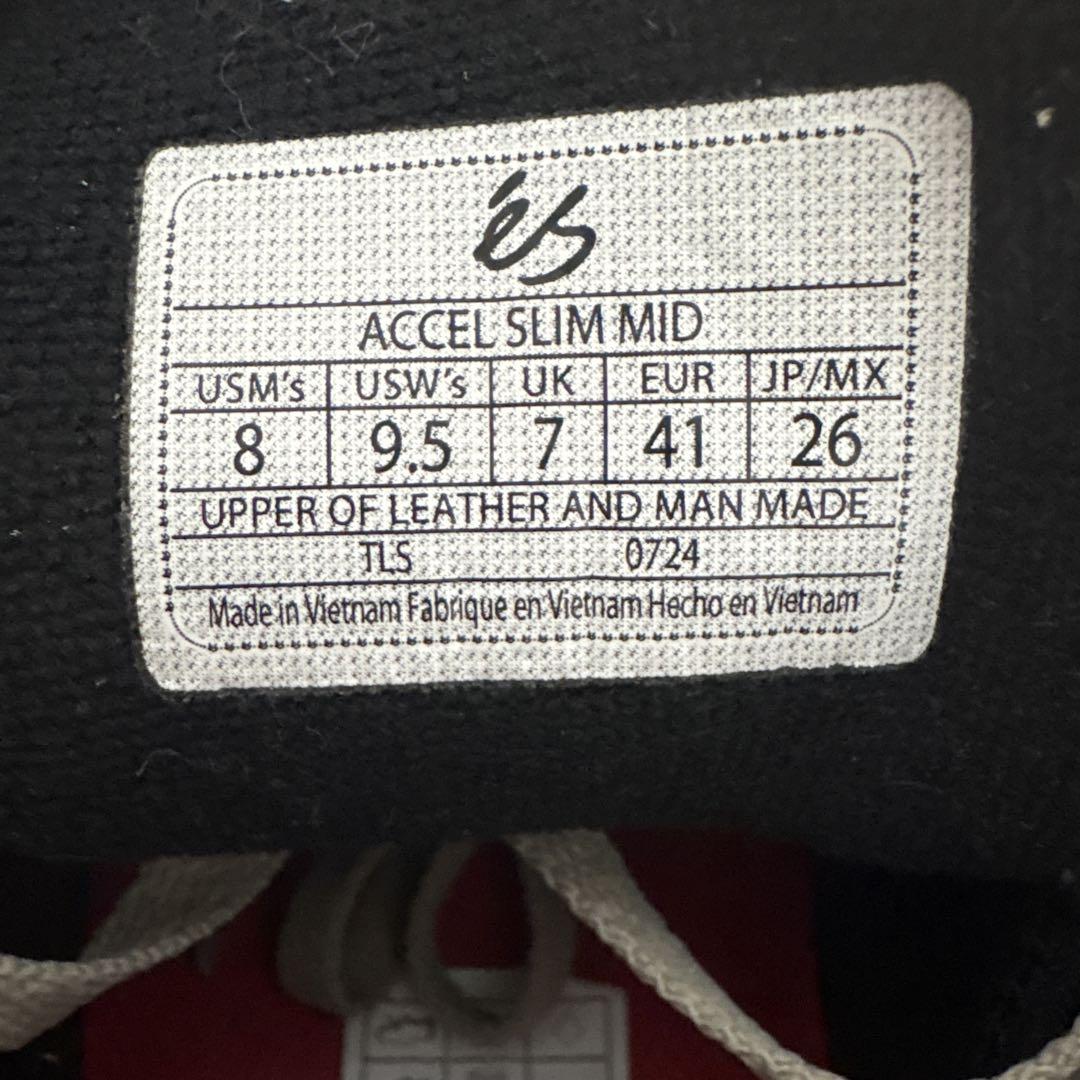 éS
ACCEL SLIM MID
USM's USW's UK EUR JP/MX
8 9.5 7 41 26
UPPER OF LEATHER AND MAN MADE
TLS 0724
Made in Vietnam Fabrique en Vietnam Hecho en Vietnam